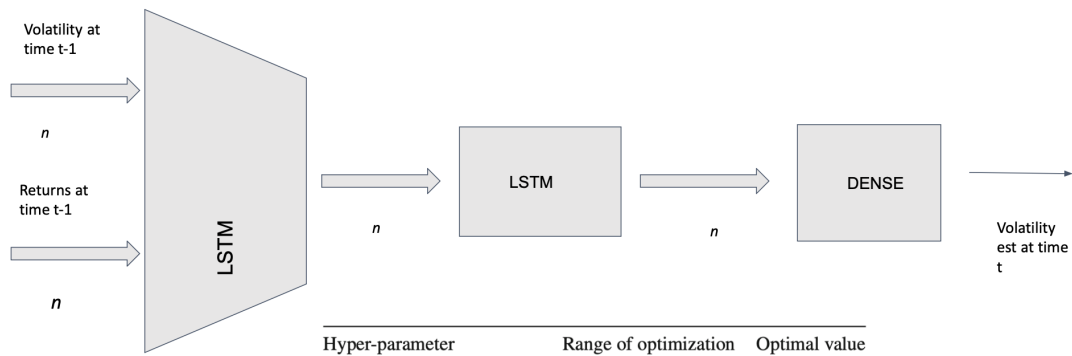 Volatility at
time t-1
n
Returns at
time t-1
n
LSTM
n
LSTM
n
DENSE
Volatility
est at time
t
Hyper-parameter Range of optimization Optimal value